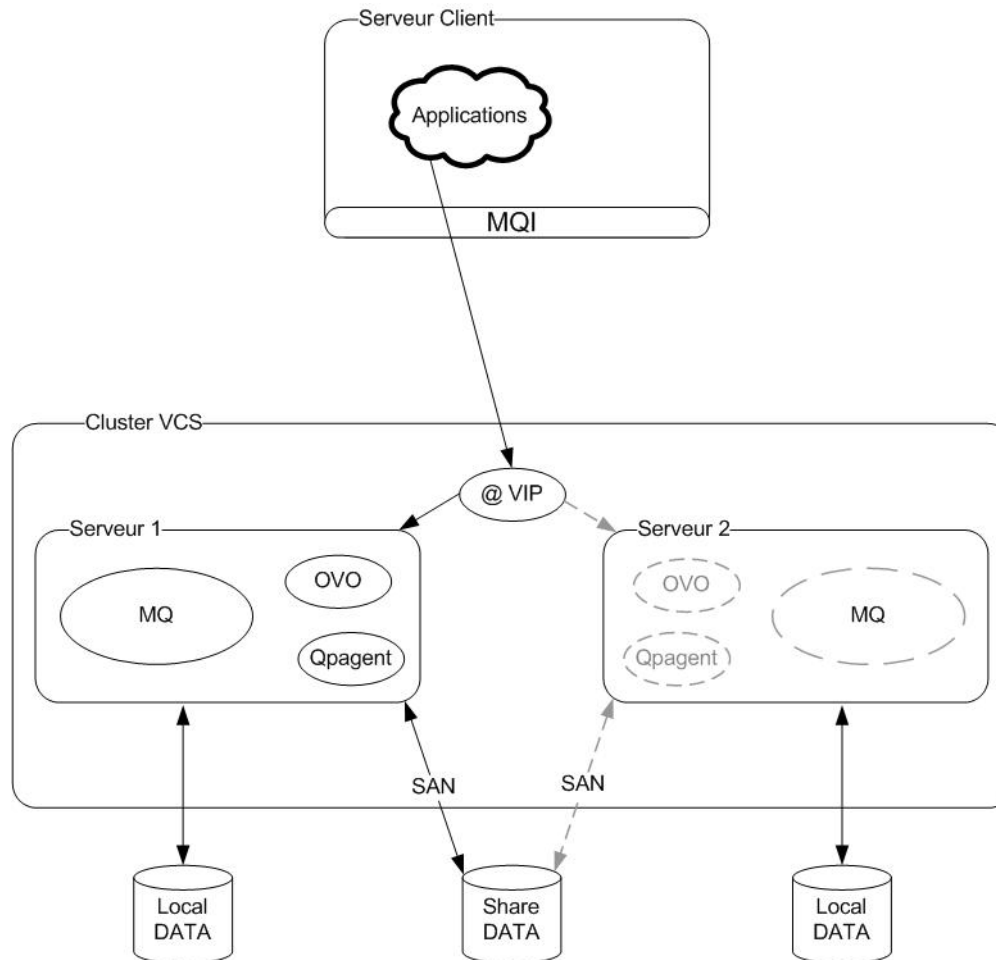 Serveur Client
Applications
MQI
Cluster VCS
@ VIP
Serveur 1
Serveur 2
OVO
MQ
Qpagent
OVO
MQ
Qpagent
SAN
SAN
Local
DATA
Share
DATA
Local
DATA